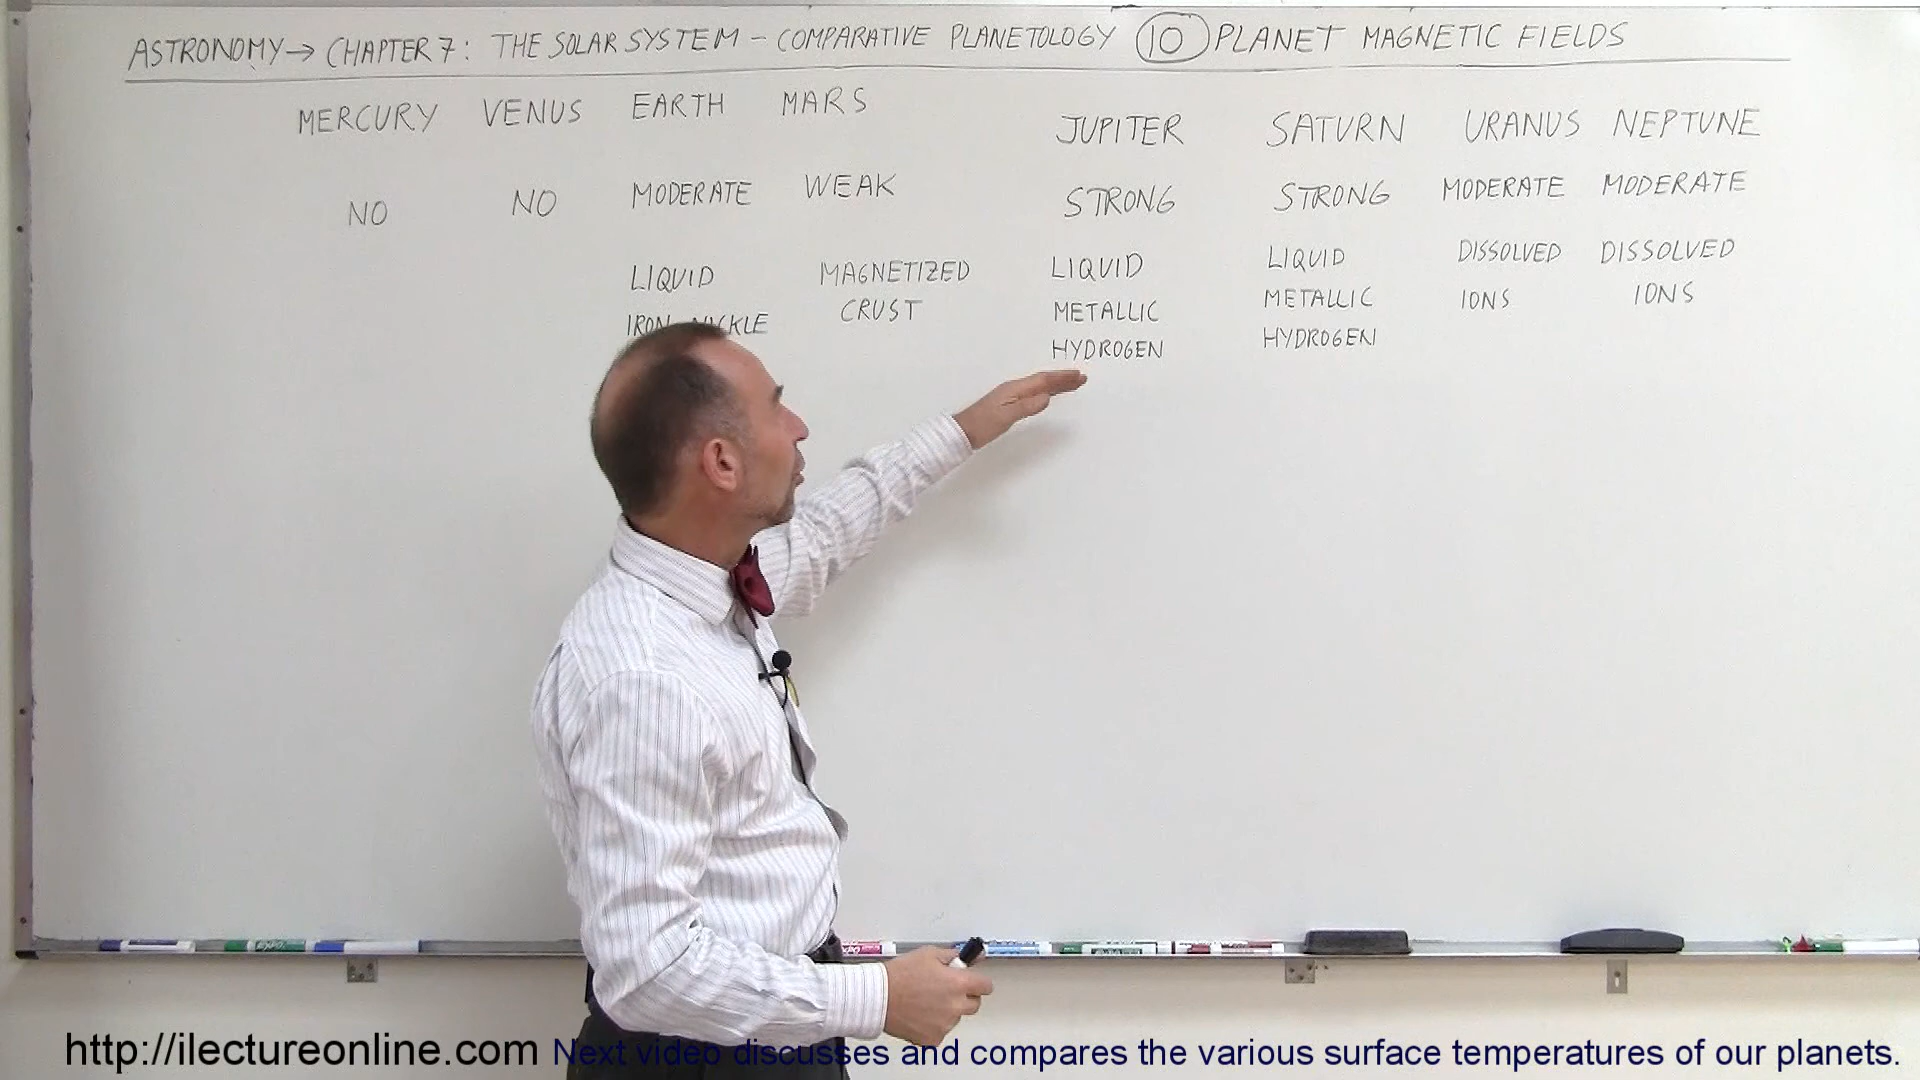 ASTRONOMY → CHAPTER 7: THE SOLAR SYSTEM – COMPARATIVE PLANETOLOGY 10 PLANET MAGNETIC FIELDS
MERCURY VENUS EARTH MARS JUPITER SATURN URANUS NEPTUNE
NO NO MODERATE WEAK STRONG STRONG MODERATE MODERATE
LIQUID MAGNETIZED LIQUID LIQUID DISSOLVED DISSOLVED
IRON NICKLE CRUST METALLIC METALLIC IONS IONS
HYDROGEN HYDROGEN
http://ilectureonline.com Next video discusses and compares the various surface temperatures of our planets.